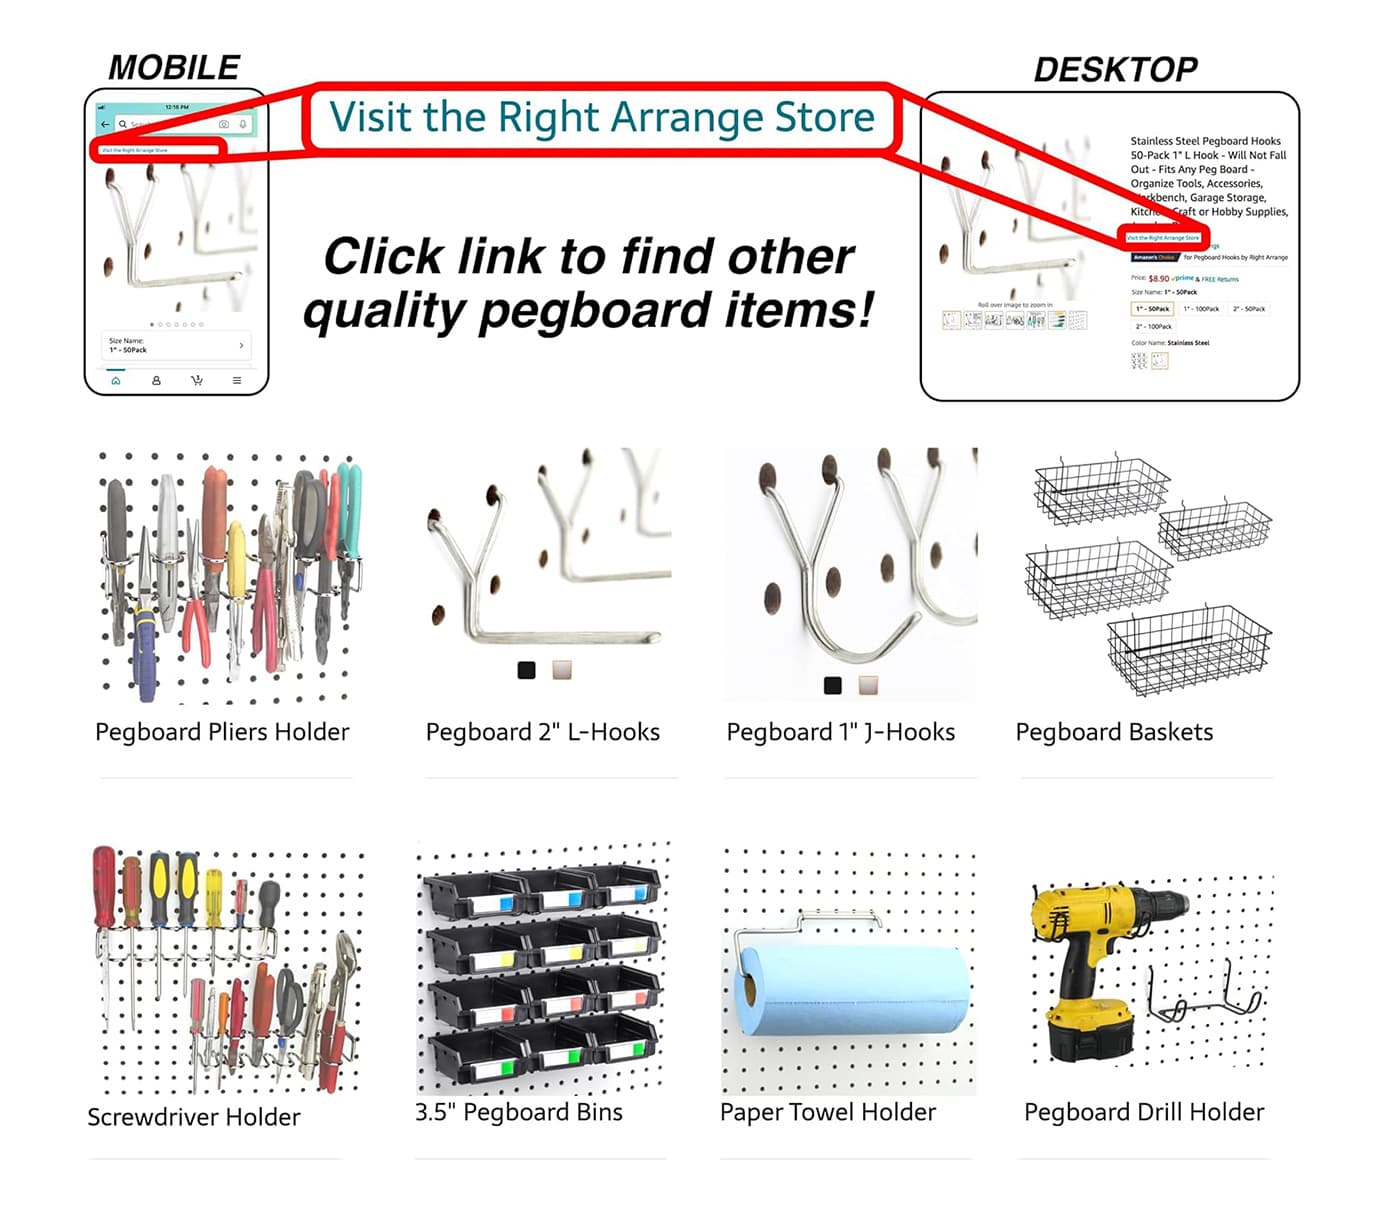 MOBILE
DESKTOP
Visit the Right Arrange Store
12:16 PM
Visit the Right Arrange Store
Size Name:
1" - 50Pack
Click link to find other
quality pegboard items!
Stainless Steel Pegboard Hooks
50-Pack 1" L Hook - Will Not Fall
Out - Fits Any Peg Board -
Organize Tools, Accessories,
Garage Storage,
Craft or Hobby Supplies,
Visit the Right Arrange Store
Amazon's Choice for Pegboard Hooks by Right Arrange
Price: $8.90 prime & FREE Returns
Size Name: 1" - 50Pack
1" - 50Pack 1" - 100Pack 2" - 50Pack
2" - 100Pack
Color Name: Stainless Steel
Roll over image to zoom in
Pegboard Pliers Holder
Pegboard 2" L-Hooks
Pegboard 1" J-Hooks
Pegboard Baskets
Screwdriver Holder
3.5" Pegboard Bins
Paper Towel Holder
Pegboard Drill Holder